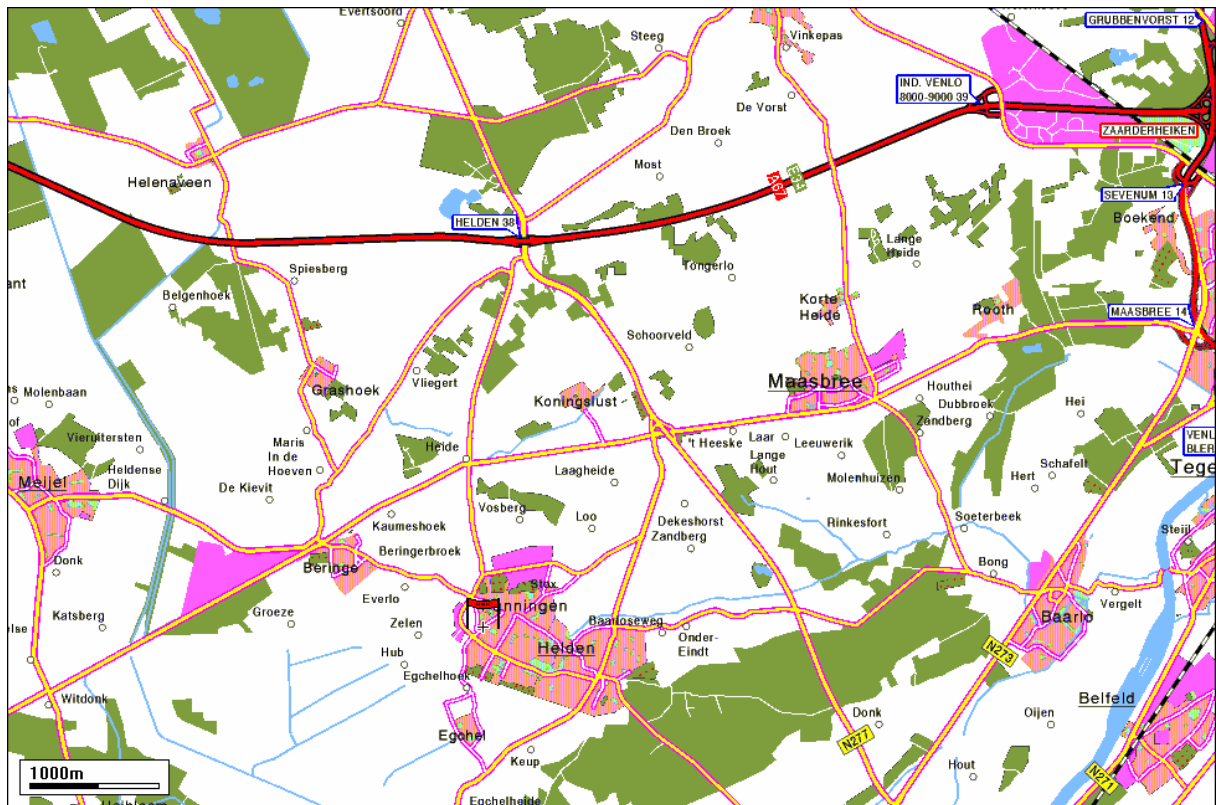 Evertsoord
Steeg
Vinkepas
GRUBBENVORST 12
IND. VENLO
8000-9000 39
De Vorst
Den Broek
ZAARDERHEIKEN
Most
E34
A67
Helenaveen
SEVENUM 13
Boekend
HELDEN 38
Lange
Heide
Spiesberg
Tongerlo
Belgenhoek
Korte
Heide
Rooth
MAASBREE 14
Schoorveld
Vliegert
Grashoek
Maasbree
Molenbaan
Koningslust
Houthei
Dubbroek
Hei
Zandberg
Vieruitersten
Maris
In de
Hoeven
Heide
't Heeske
Laar
Leeuwerik
Lange
Hout
Heldense
Dijk
Laagheide
Schafelt
Hert
Meijel
De Kievit
Molenhuizen
Vosberg
Loo
Dekeshorst
Zandberg
Kaumeshoek
Rinkesfort
Soeterbeek
Steijl
Beringerbroek
Donk
Beringe
Stox
Bong
Everlo
Vergelt
Katsberg
Groeze
Zelen
Baarloseweg
Baarlo
Onder-
Eindt
Helden
Hub
N273
Egchelhoek
Witdonk
Belfeld
Donk
Oijen
Egchel
N277
Keup
Hout
1000m
N271
Egchelheide